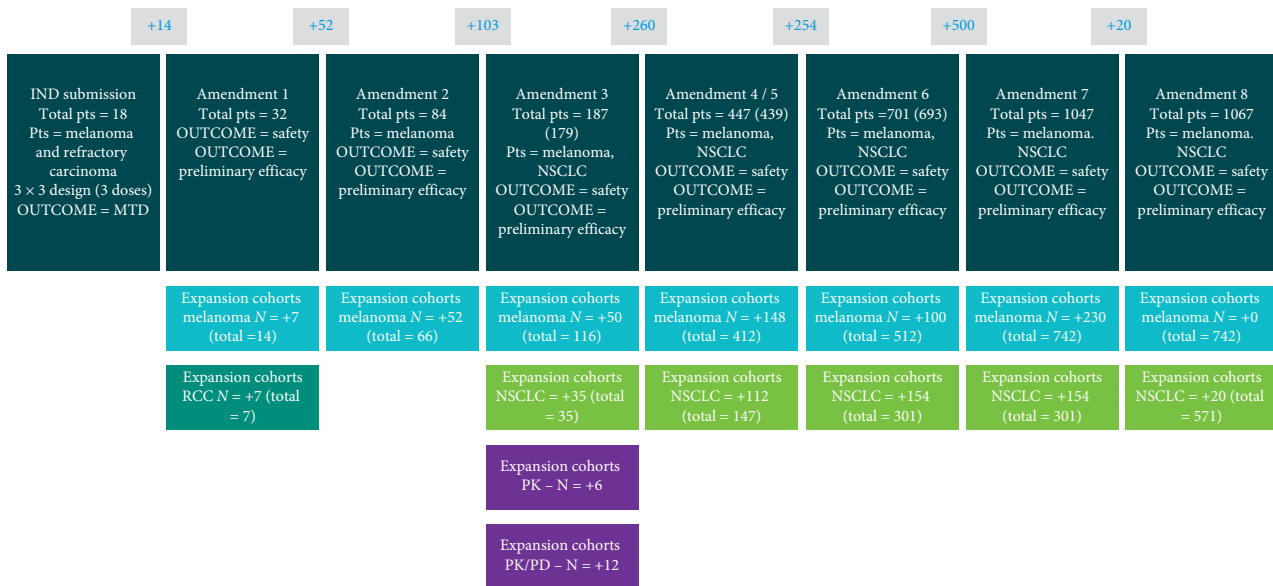 +14
+52
+103
+260
+254
+500
+20
IND submission
Total pts = 18
Pts = melanoma
and refractory
carcinoma
3 × 3 design (3 doses)
OUTCOME = MTD
Amendment 1
Total pts = 32
OUTCOME = safety
OUTCOME =
preliminary efficacy
Amendment 2
Total pts = 84
Pts = melanoma
OUTCOME = safety
OUTCOME =
preliminary efficacy
Amendment 3
Total pts = 187
(179)
Pts = melanoma,
NSCLC
OUTCOME = safety
OUTCOME =
preliminary efficacy
Amendment 4 / 5
Total pts = 447 (439)
Pts = melanoma,
NSCLC
OUTCOME = safety
OUTCOME =
preliminary efficacy
Amendment 6
Total pts =701 (693)
Pts = melanoma,
NSCLC
OUTCOME = safety
OUTCOME =
preliminary efficacy
Amendment 7
Total pts = 1047
Pts = melanoma.
NSCLC
OUTCOME = safety
OUTCOME =
preliminary efficacy
Amendment 8
Total pts = 1067
Pts = melanoma.
NSCLC
OUTCOME = safety
OUTCOME =
preliminary efficacy
Expansion cohorts
melanoma N = +7
(total =14)
Expansion cohorts
melanoma N = +52
(total = 66)
Expansion cohorts
melanoma N = +50
(total = 116)
Expansion cohorts
melanoma N = +148
(total = 412)
Expansion cohorts
melanoma N = +100
(total = 512)
Expansion cohorts
melanoma N = +230
(total = 742)
Expansion cohorts
melanoma N = +0
(total = 742)
Expansion cohorts
RCC N = +7 (total
= 7)
Expansion cohorts
NSCLC = +35 (total
= 35)
Expansion cohorts
NSCLC = +112
(total = 147)
Expansion cohorts
NSCLC = +154
(total = 301)
Expansion cohorts
NSCLC = +154
(total = 301)
Expansion cohorts
NSCLC = +20 (total
= 571)
Expansion cohorts
PK – N = +6
Expansion cohorts
PK/PD – N = +12